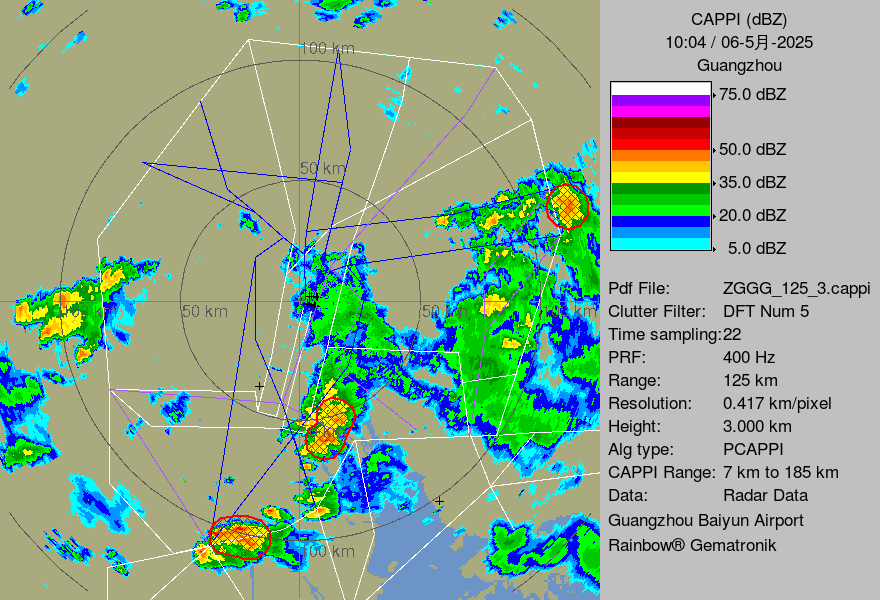 CAPPI (dBZ)
10:04 / 06-5月-2025
Guangzhou
75.0 dBZ
50.0 dBZ
35.0 dBZ
20.0 dBZ
5.0 dBZ
Pdf File: ZGGG_125_3.cappi
Clutter Filter: DFT Num 5
Time sampling:22
PRF: 400 Hz
Range: 125 km
Resolution: 0.417 km/pixel
Height: 3.000 km
Alg type: PCAPPI
CAPPI Range: 7 km to 185 km
Data: Radar Data
Guangzhou Baiyun Airport
Rainbow® Gematronik
100 km
50 km
50 km
50 km
100 km